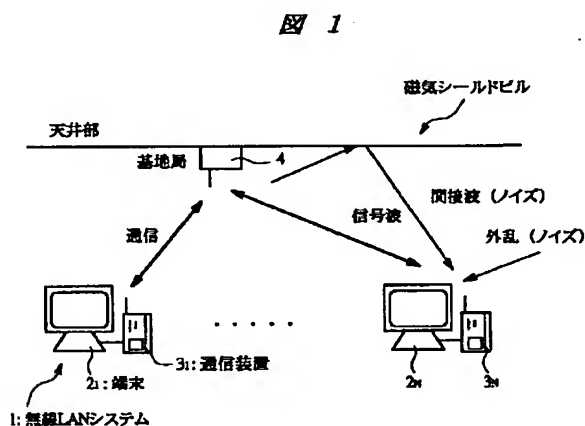 図 1
磁気シールドビル
天井部
基地局
4
間接波 (ノイズ)
信号波
通信
外乱 (ノイズ)
.....
3₁: 通信装置
2₁: 端末
2ₙ
3ₙ
1: 無線LANシステム